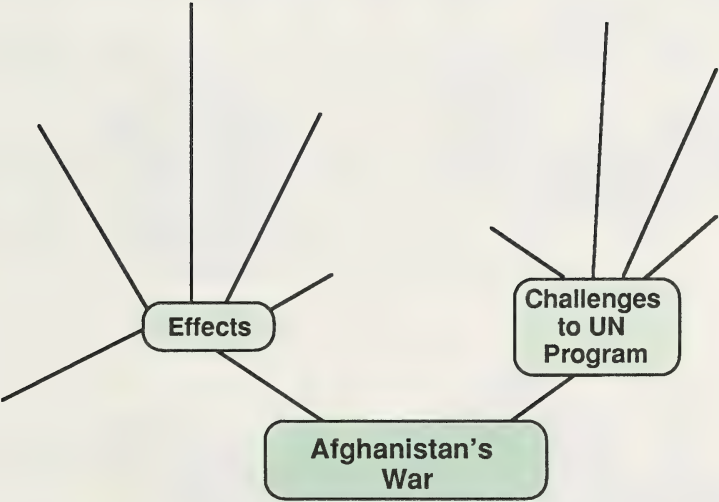 Effects
Challenges
to UN
Program
Afghanistan's
War